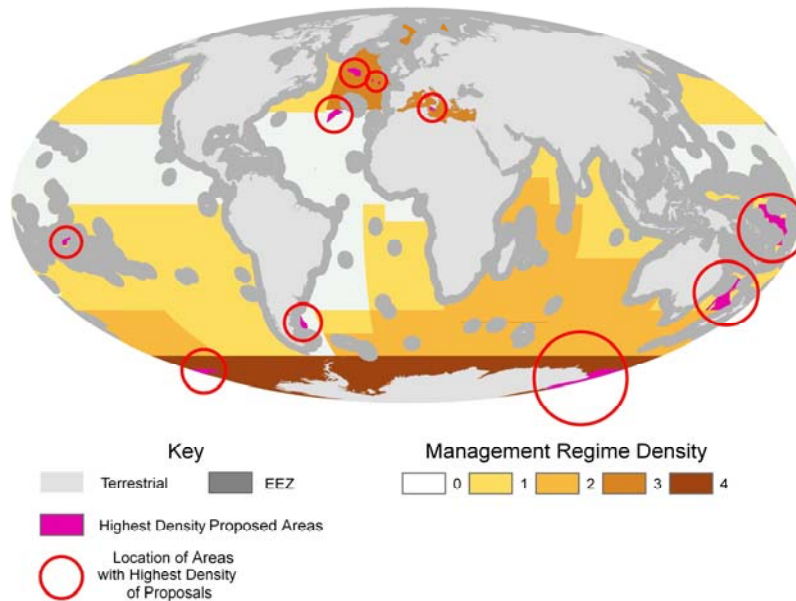 Key
Terrestrial EEZ
Highest Density Proposed Areas
Location of Areas
with Highest Density
of Proposals
Management Regime Density
0 1 2 3 4